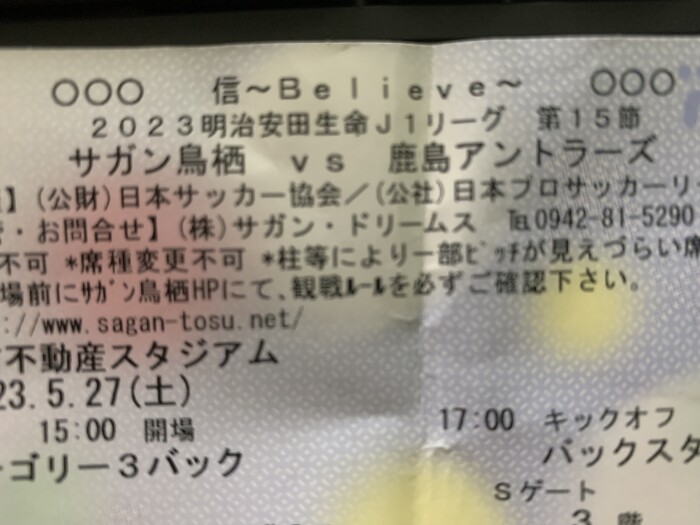 ○○○ 信～Believe～ ○○○
2023明治安田生命J1リーグ 第15節
サガン鳥栖 vs 鹿島アントラーズ
】(公財)日本サッカー協会／(公社)日本プロサッカーリー
・お問合せ】(株)サガン・ドリームス ℡0942-81-5290
不可 *席種変更不可 *柱等により一部ﾋﾟｯﾁが見えづらい席
場前にｻｶﾞﾝ鳥栖HPにて、観戦ﾙｰﾙを必ずご確認下さい。
://www.sagan-tosu.net/
不動産スタジアム
23.5.27(土)
15:00 開場 17:00 キックオフ
ゴリー3バック バックスタ
Sゲート
3 階